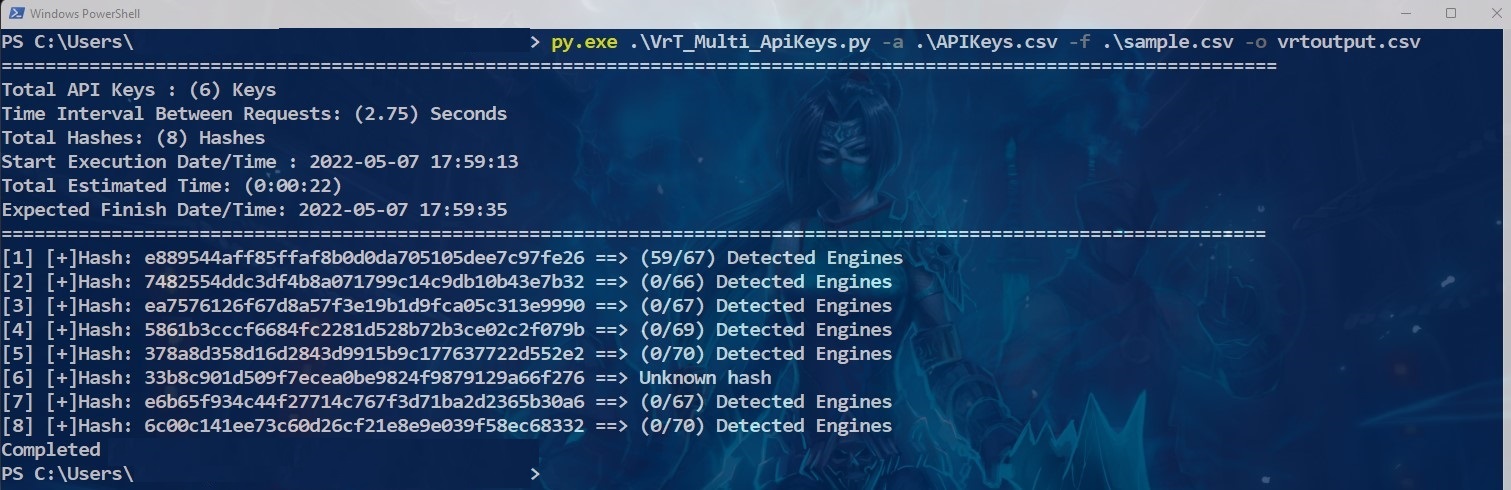 Windows PowerShell
PS C:\Users\ > py.exe .\VrT_Multi_ApiKeys.py -a .\APIKeys.csv -f .\sample.csv -o vrtoutput.csv
====================================================================================================================
Total API Keys : (6) Keys
Time Interval Between Requests: (2.75) Seconds
Total Hashes: (8) Hashes
Start Execution Date/Time : 2022-05-07 17:59:13
Total Estimated Time: (0:00:22)
Expected Finish Date/Time: 2022-05-07 17:59:35
===================================================================================================================
[1] [+]Hash: e889544aff85ffaf8b0d0da705105dee7c97fe26 ==> (59/67) Detected Engines
[2] [+]Hash: 7482554ddc3df4b8a071799c14c9db10b43e7b32 ==> (0/66) Detected Engines
[3] [+]Hash: ea7576126f67d8a57f3e19b1d9fca05c313e9990 ==> (0/67) Detected Engines
[4] [+]Hash: 5861b3cccf6684fc2281d528b72b3ce02c2f079b ==> (0/69) Detected Engines
[5] [+]Hash: 378a8d358d16d2843d9915b9c177637722d552e2 ==> (0/70) Detected Engines
[6] [+]Hash: 33b8c901d509f7ecea0be9824f9879129a66f276 ==> Unknown hash
[7] [+]Hash: e6b65f934c44f27714c767f3d71ba2d2365b30a6 ==> (0/67) Detected Engines
[8] [+]Hash: 6c00c141ee73c60d26cf21e8e9e039f58ec68332 ==> (0/70) Detected Engines
Completed
PS C:\Users\ >